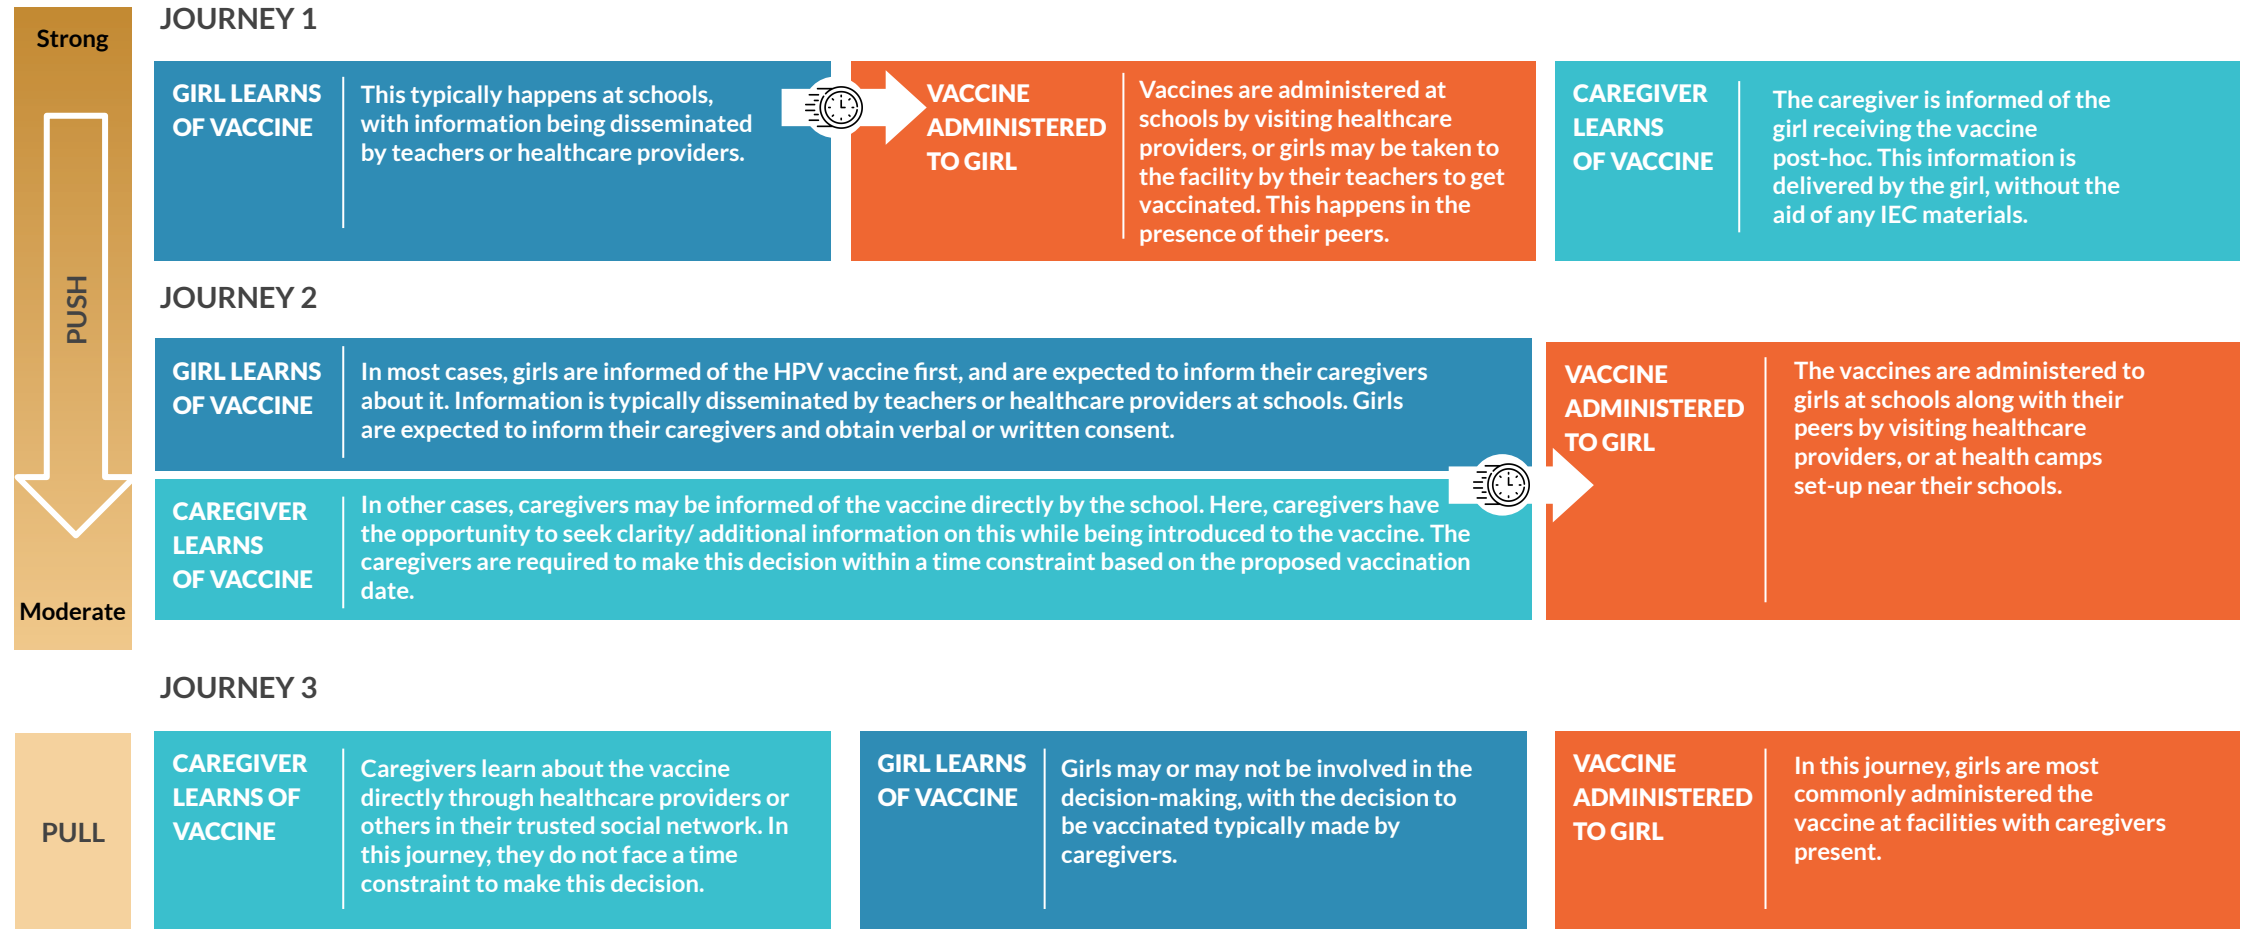 Strong
PUSH
Moderate
JOURNEY 1
GIRL LEARNS
OF VACCINE
This typically happens at schools,
with information being disseminated
by teachers or healthcare providers.
VACCINE
ADMINISTERED
TO GIRL
Vaccines are administered at
schools by visiting healthcare
providers, or girls may be taken to
the facility by their teachers to get
vaccinated. This happens in the
presence of their peers.
CAREGIVER
LEARNS
OF VACCINE
The caregiver is informed of the
girl receiving the vaccine
post-hoc. This information is
delivered by the girl, without the
aid of any IEC materials.
JOURNEY 2
GIRL LEARNS
OF VACCINE
In most cases, girls are informed of the HPV vaccine first, and are expected to inform their caregivers
about it. Information is typically disseminated by teachers or healthcare providers at schools. Girls
are expected to inform their caregivers and obtain verbal or written consent.
CAREGIVER
LEARNS
OF VACCINE
In other cases, caregivers may be informed of the vaccine directly by the school. Here, caregivers have
the opportunity to seek clarity/ additional information on this while being introduced to the vaccine. The
caregivers are required to make this decision within a time constraint based on the proposed vaccination
date.
VACCINE
ADMINISTERED
TO GIRL
The vaccines are administered to
girls at schools along with their
peers by visiting healthcare
providers, or at health camps
set-up near their schools.
JOURNEY 3
PULL
CAREGIVER
LEARNS OF
VACCINE
Caregivers learn about the vaccine
directly through healthcare providers or
others in their trusted social network. In
this journey, they do not face a time
constraint to make this decision.
GIRL LEARNS
OF VACCINE
Girls may or may not be involved in the
decision-making, with the decision to
be vaccinated typically made by
caregivers.
VACCINE
ADMINISTERED
TO GIRL
In this journey, girls are most
commonly administered the
vaccine at facilities with caregivers
present.